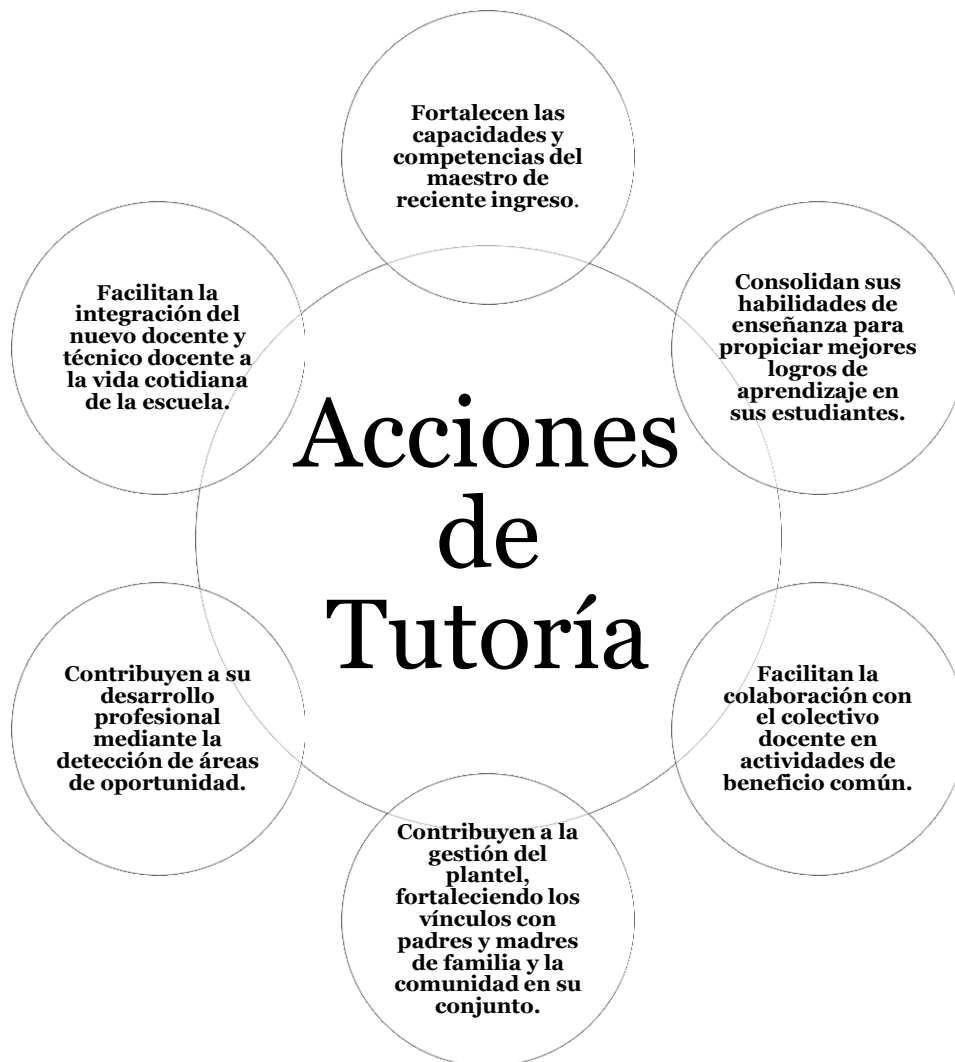 Fortalecen las
capacidades y
competencias del
maestro de
reciente ingreso.
Consolidan sus
habilidades de
enseñanza para
propiciar mejores
logros de
aprendizaje en
sus estudiantes.
Facilitan la
colaboración con
el colectivo
docente en
actividades de
beneficio común.
Contribuyen a la
gestión del
plantel,
fortaleciendo los
vínculos con
padres y madres
de familia y la
comunidad en su
conjunto.
Contribuyen a su
desarrollo
profesional
mediante la
detección de áreas
de oportunidad.
Facilitan la
integración del
nuevo docente y
técnico docente a
la vida cotidiana
de la escuela.
Acciones
de
Tutoría